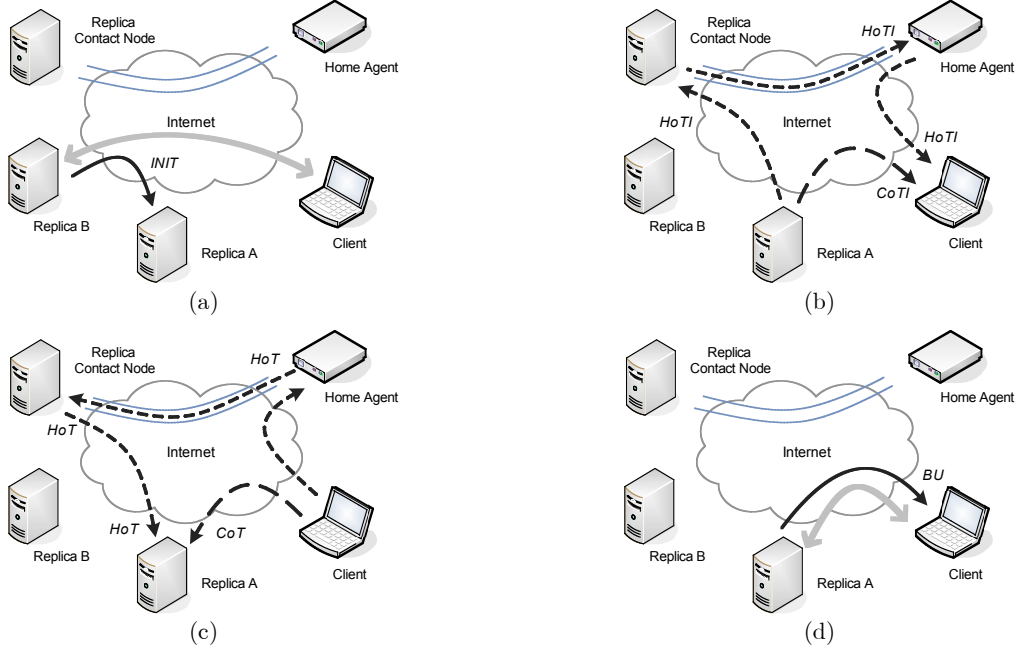 Replica
Contact Node
Home Agent
Internet
INIT
Replica B
Replica A
Client
(a)
Replica
Contact Node
HoTI
Home Agent
HoTI
Internet
HoTI
CoTI
Replica B
Replica A
Client
(b)
Replica
Contact Node
HoT
Home Agent
HoT
Internet
HoT
CoT
Replica B
Replica A
Client
(c)
Replica
Contact Node
Home Agent
Internet
BU
Replica B
Replica A
Client
(d)